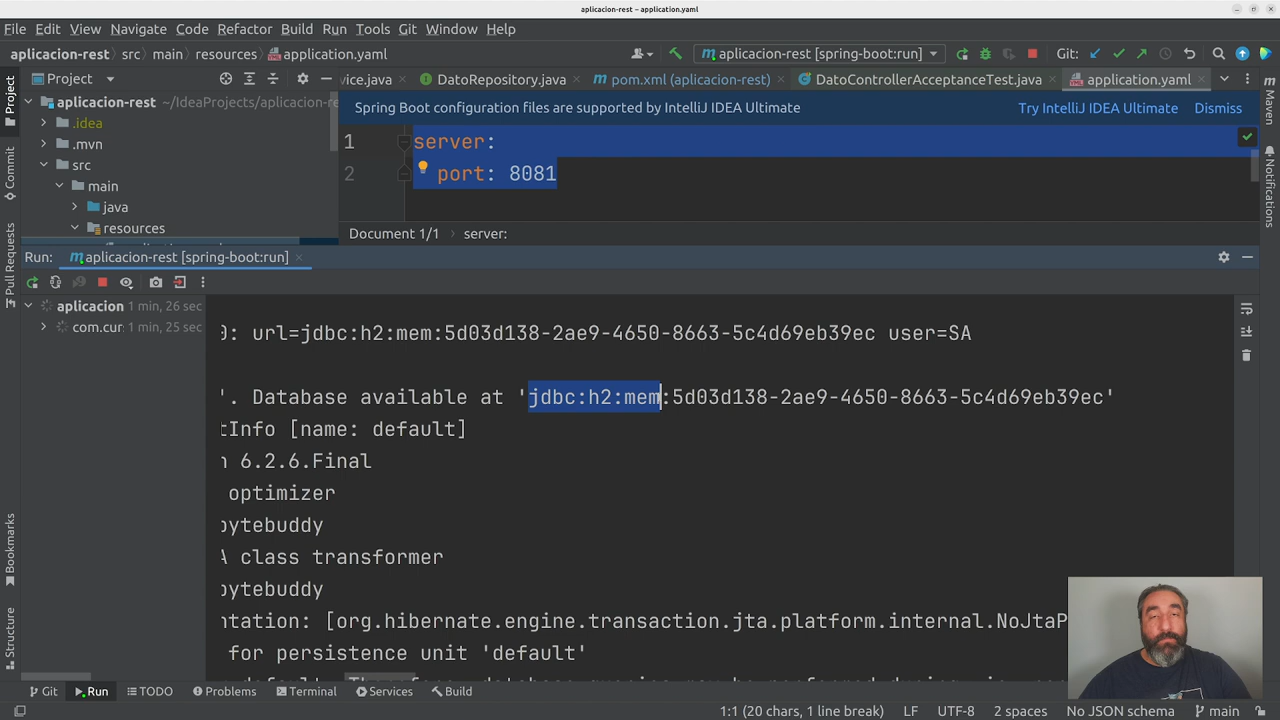 aplicacion-rest – application.yaml
File Edit View Navigate Code Refactor Build Run Tools Git Window Help
aplicacion-rest › src › main › resources › application.yaml
aplicacion-rest [spring-boot:run]
Git:
Project
vice.java
DatoRepository.java
pom.xml (aplicacion-rest)
DatoControllerAcceptanceTest.java
application.yaml
aplicacion-rest ~/IdeaProjects/aplicacion-r
.idea
.mvn
src
main
java
resources
Spring Boot configuration files are supported by IntelliJ IDEA Ultimate
Try IntelliJ IDEA Ultimate
Dismiss
1 server:
2 port: 8081
Document 1/1 › server:
Run: aplicacion-rest [spring-boot:run]
aplicacion 1 min, 26 sec
com.cur 1 min, 25 sec
0: url=jdbc:h2:mem:5d03d138-2ae9-4650-8663-5c4d69eb39ec user=SA
'. Database available at 'jdbc:h2:mem:5d03d138-2ae9-4650-8663-5c4d69eb39ec'
tInfo [name: default]
n 6.2.6.Final
optimizer
bytebuddy
A class transformer
bytebuddy
ntation: [org.hibernate.engine.transaction.jta.platform.internal.NoJtaP
for persistence unit 'default'
Project
Commit
Pull Requests
Bookmarks
Structure
Maven
Notifications
Git Run TODO Problems Terminal Services Build
1:1 (20 chars, 1 line break) LF UTF-8 2 spaces No JSON schema main